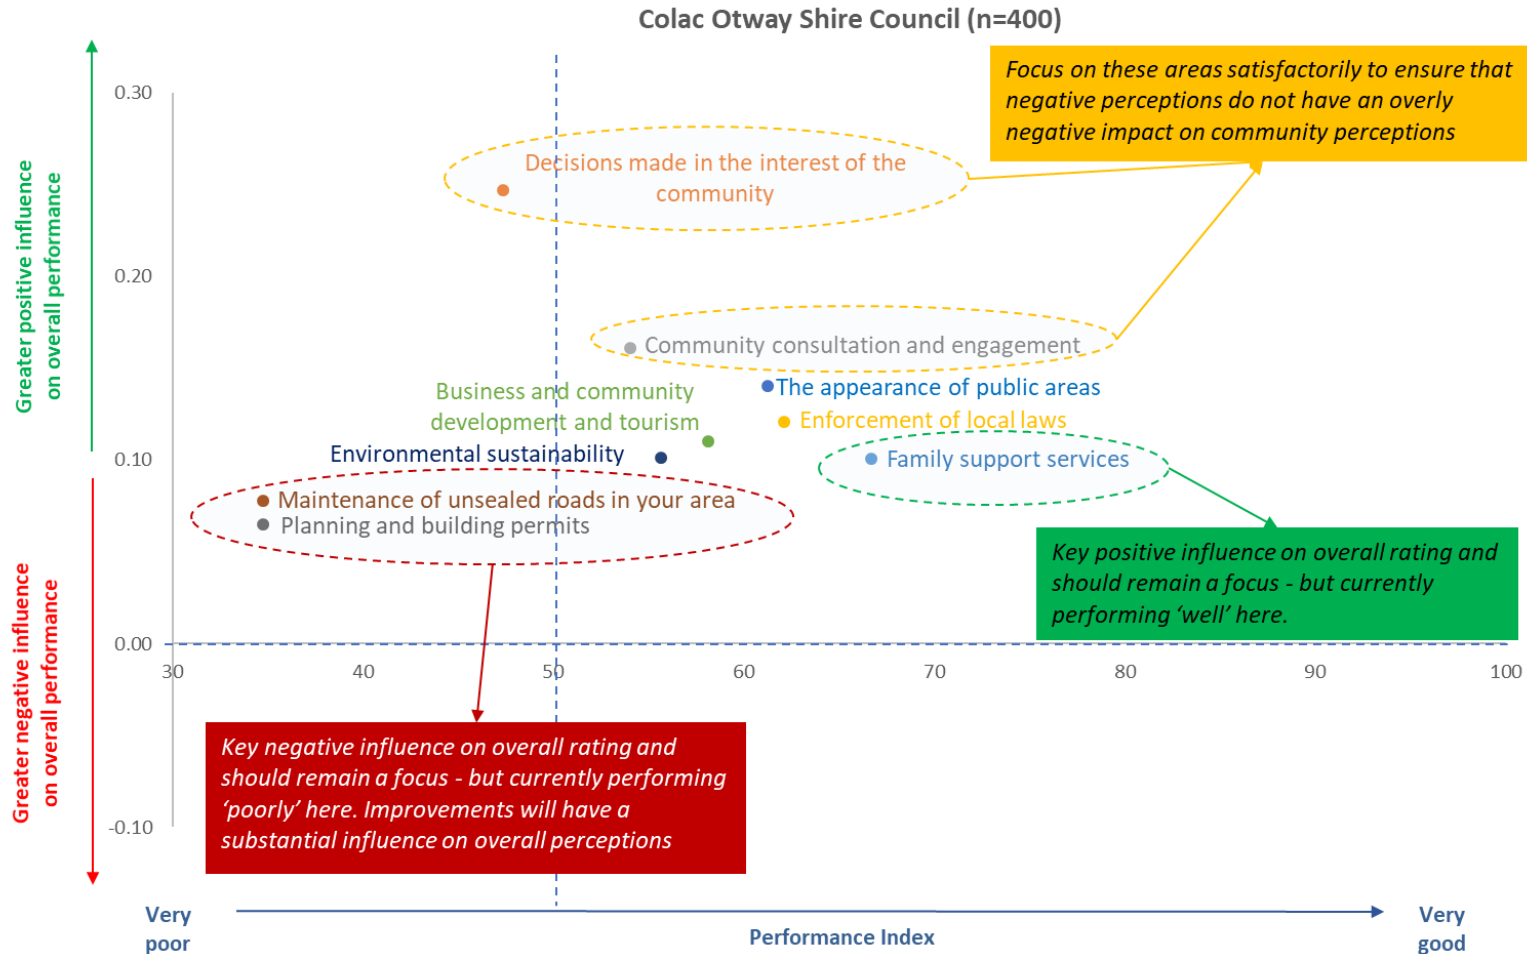 Colac Otway Shire Council (n=400)
Focus on these areas satisfactorily to ensure that
negative perceptions do not have an overly
negative impact on community perceptions
Greater positive influence
on overall performance
0.30
Decisions made in the interest of the
community
0.20
Community consultation and engagement
The appearance of public areas
Business and community
development and tourism
Enforcement of local laws
Environmental sustainability
0.10
Family support services
Maintenance of unsealed roads in your area
Planning and building permits
Key positive influence on overall rating and
should remain a focus - but currently
performing ‘well’ here.
Greater negative influence
on overall performance
0.00
30 40 50 60 70 80 90 100
Key negative influence on overall rating and
should remain a focus - but currently performing
‘poorly’ here. Improvements will have a
substantial influence on overall perceptions
-0.10
Very
poor
Performance Index
Very
good